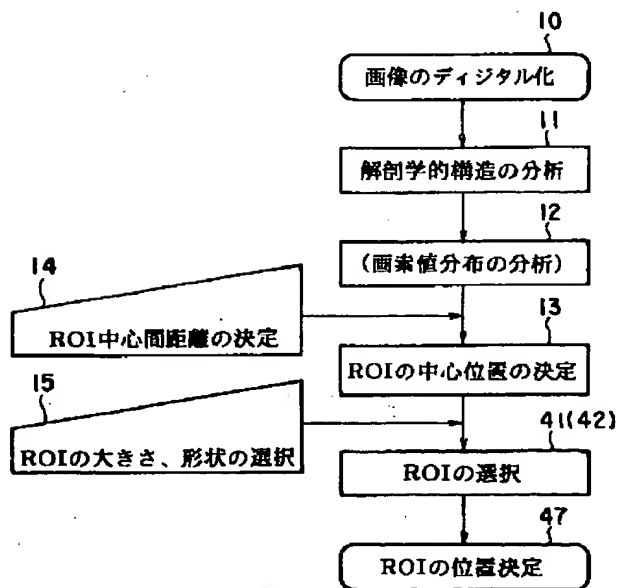 10
画像のディジタル化
11
解剖学的構造の分析
12
(画素値分布の分析)
14
ROI中心間距離の決定
13
ROIの中心位置の決定
15
ROIの大きさ、形状の選択
41(42)
ROIの選択
47
ROIの位置決定